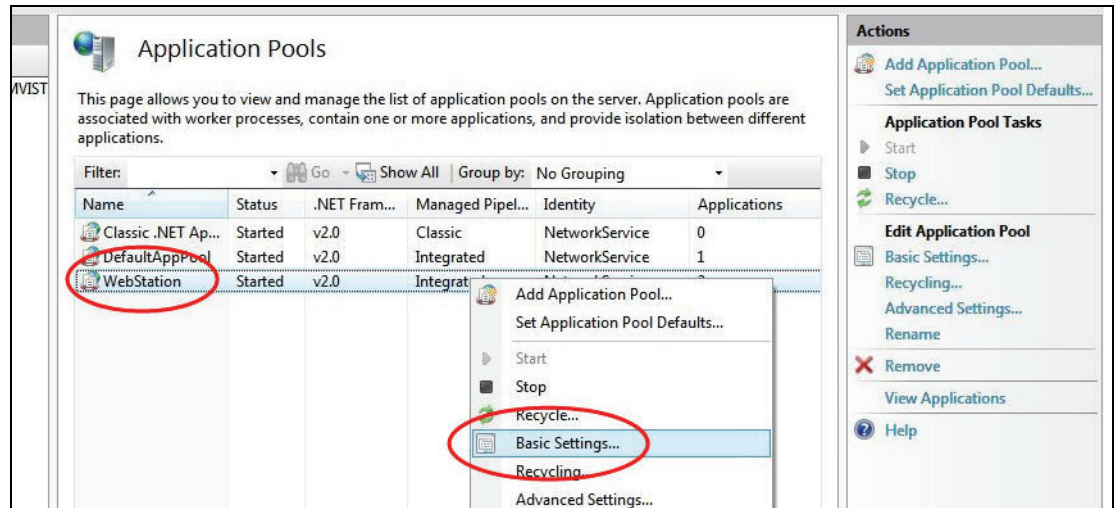 MVIST
Application Pools
This page allows you to view and manage the list of application pools on the server. Application pools are
associated with worker processes, contain one or more applications, and provide isolation between different
applications.
Filter: Go Show All Group by: No Grouping
Name Status .NET Fram... Managed Pipel... Identity Applications
Classic .NET Ap... Started v2.0 Classic NetworkService 0
DefaultAppPool Started v2.0 Integrated NetworkService 1
WebStation Started v2.0 Integrat
Add Application Pool...
Set Application Pool Defaults...
Start
Stop
Recycle...
Basic Settings...
Recycling...
Advanced Settings...
Actions
Add Application Pool...
Set Application Pool Defaults...
Application Pool Tasks
Start
Stop
Recycle...
Edit Application Pool
Basic Settings...
Recycling...
Advanced Settings...
Rename
Remove
View Applications
Help